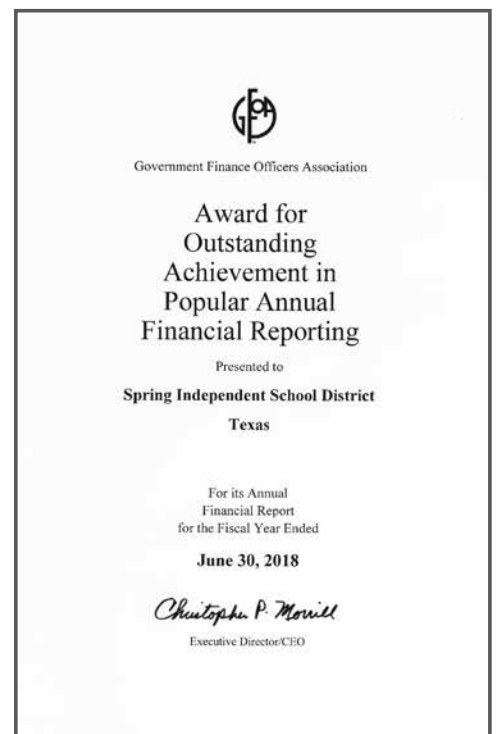 GFOA
Government Finance Officers Association
Award for
Outstanding
Achievement in
Popular Annual
Financial Reporting
Presented to
Spring Independent School District
Texas
For its Annual
Financial Report
for the Fiscal Year Ended
June 30, 2018
Christopher P. Morrill
Executive Director/CEO